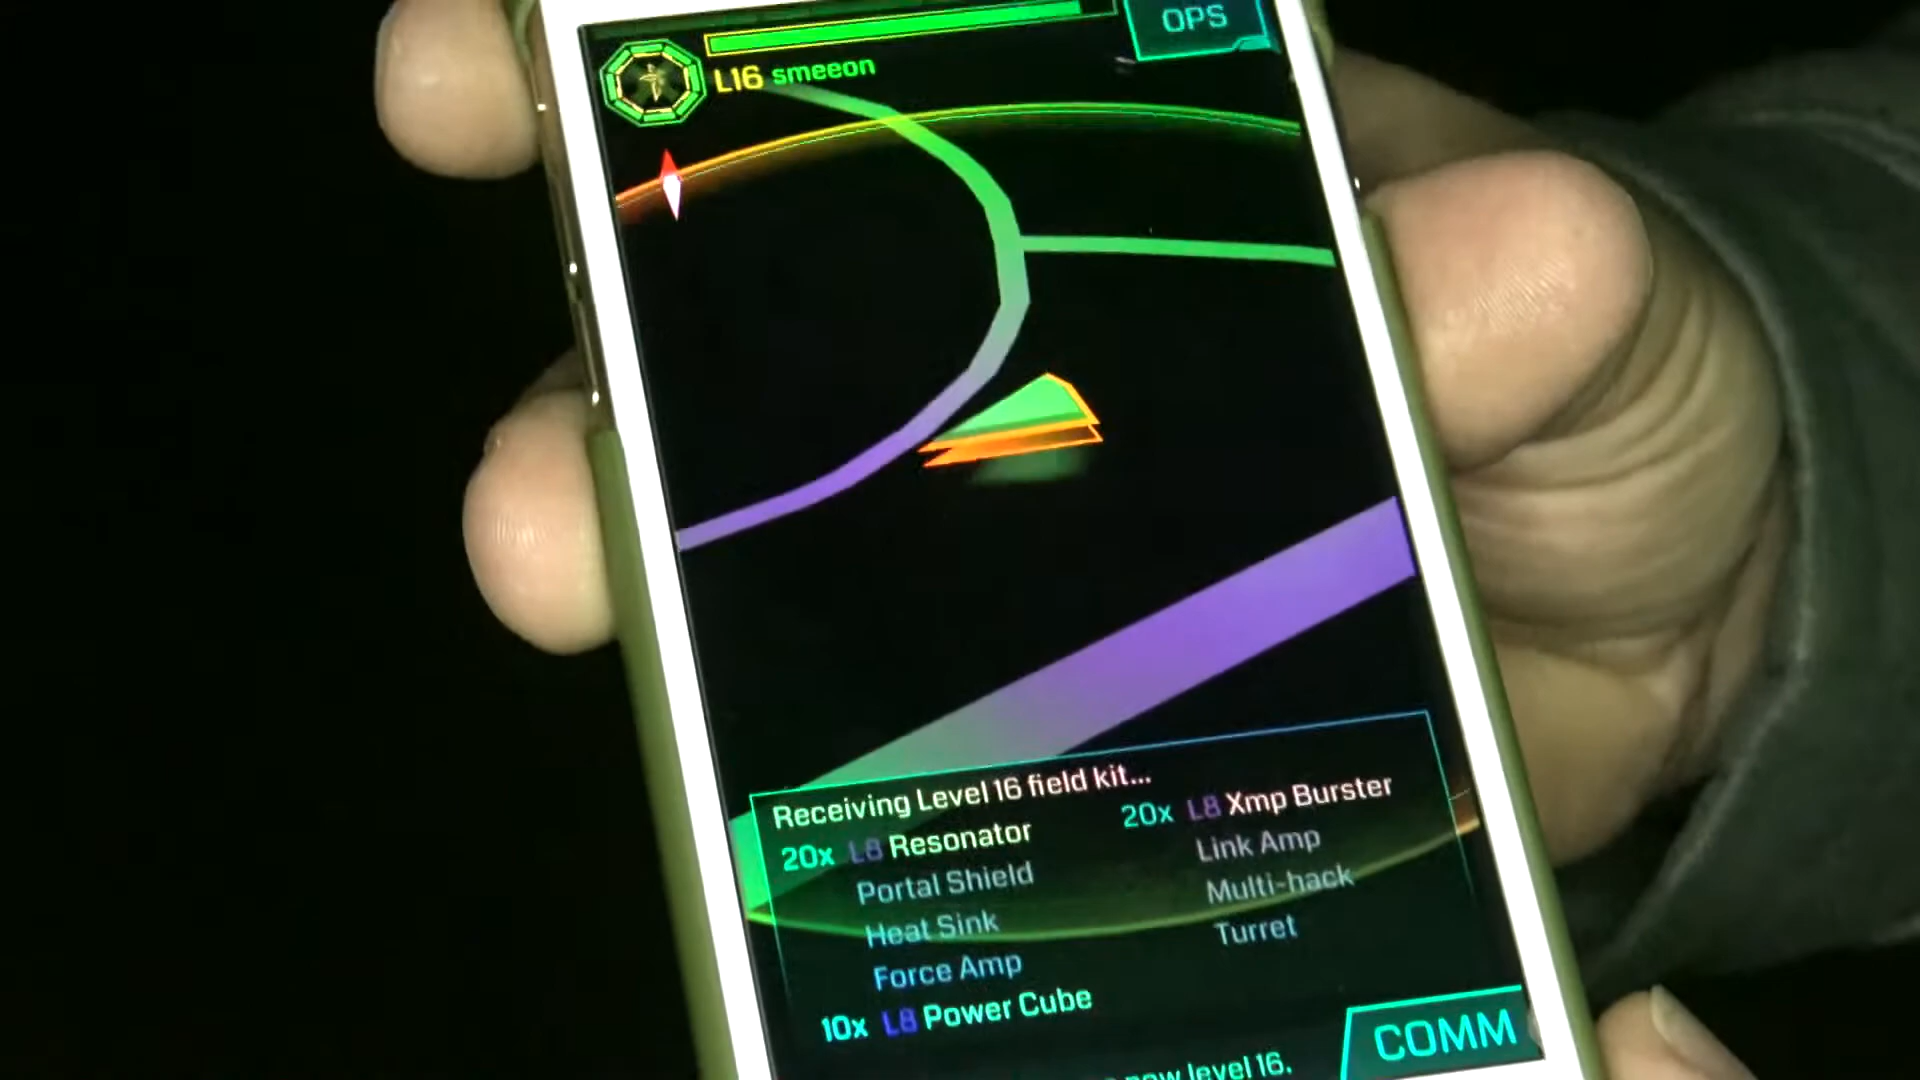 OPS
L16 smeeon
Receiving Level 16 field kit...
20x L8 Resonator
20x L8 Xmp Burster
Portal Shield
Link Amp
Heat Sink
Multi-hack
Force Amp
Turret
10x L8 Power Cube
now level 16.
COMM